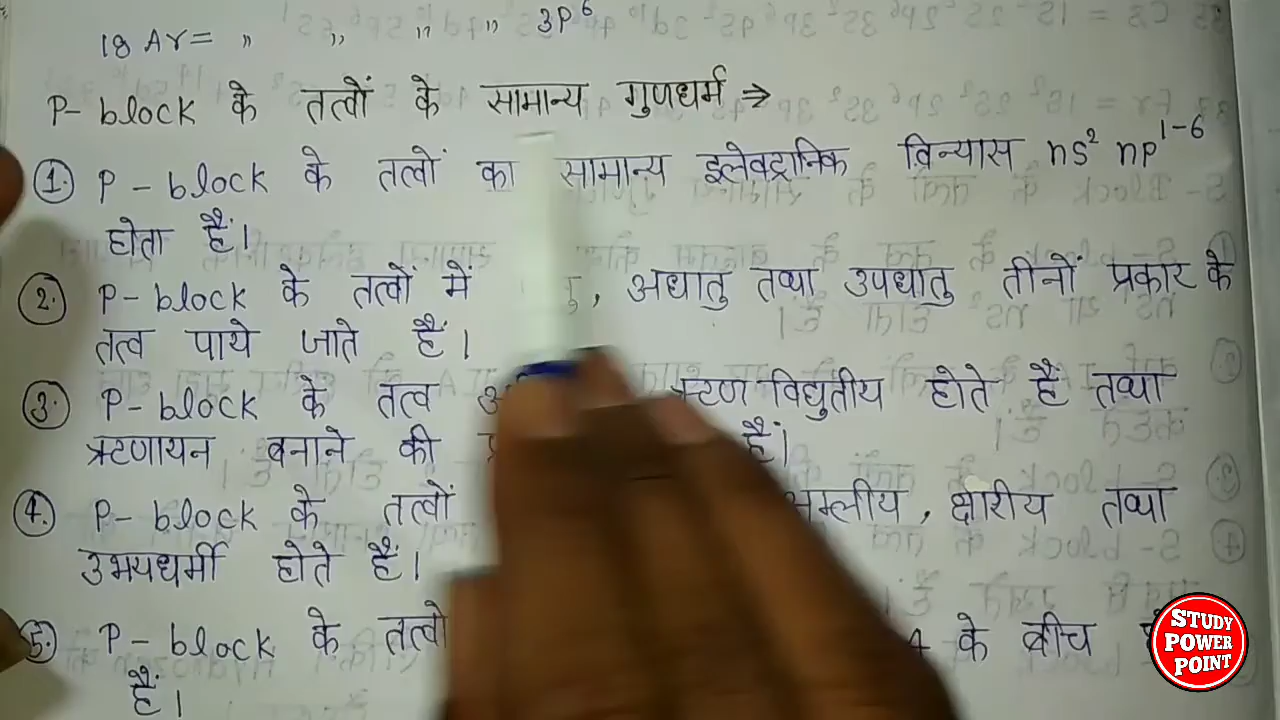 18 Ar = " " " " 3p⁶
P-block के तत्वों के सामान्य गुणधर्म →
1. P-block के तत्वों का सामान्य इलेक्ट्रानिक विन्यास ns² np¹⁻⁶
होता हैं।
2. P-block के तत्वों में , अधातु तथा उपधातु तीनों प्रकार के
तत्व पाये जाते हैं।
3. P-block के तत्व ऋण विद्युतीय होते हैं तथा
ऋणायन बनाने की हैं।
4. P-block के तत्वों अम्लीय, क्षारीय तथा
उभयधर्मी होते हैं।
5. P-block के तत्वों के बीच
हैं।
STUDY
POWER
POINT